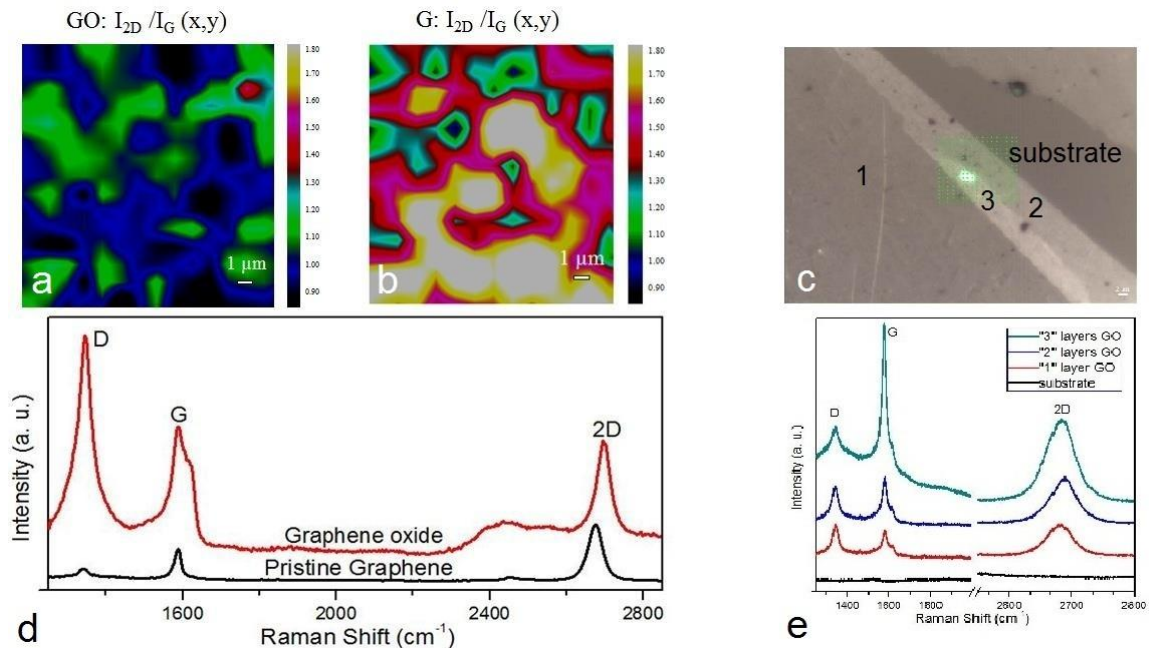 GO: I2D /IG (x,y)
G: I2D /IG (x,y)
1.80
1.70
1.60
1.50
1.40
1.30
1.20
1.10
1.00
0.90
a
1 µm
1.80
1.70
1.60
1.50
1.40
1.30
1.20
1.10
1.00
0.90
b
1 µm
substrate
1
3
2
c
D
G
2D
Graphene oxide
Pristine Graphene
Intensity (a. u.)
1600
2000
2400
2800
Raman Shift (cm-1)
d
G
"3" layers GO
"2" layers GO
"1" layer GO
substrate
D
2D
Intensity (a. u.)
1400
1600
1800
2600
2700
2800
Raman Shift (cm-1)
e